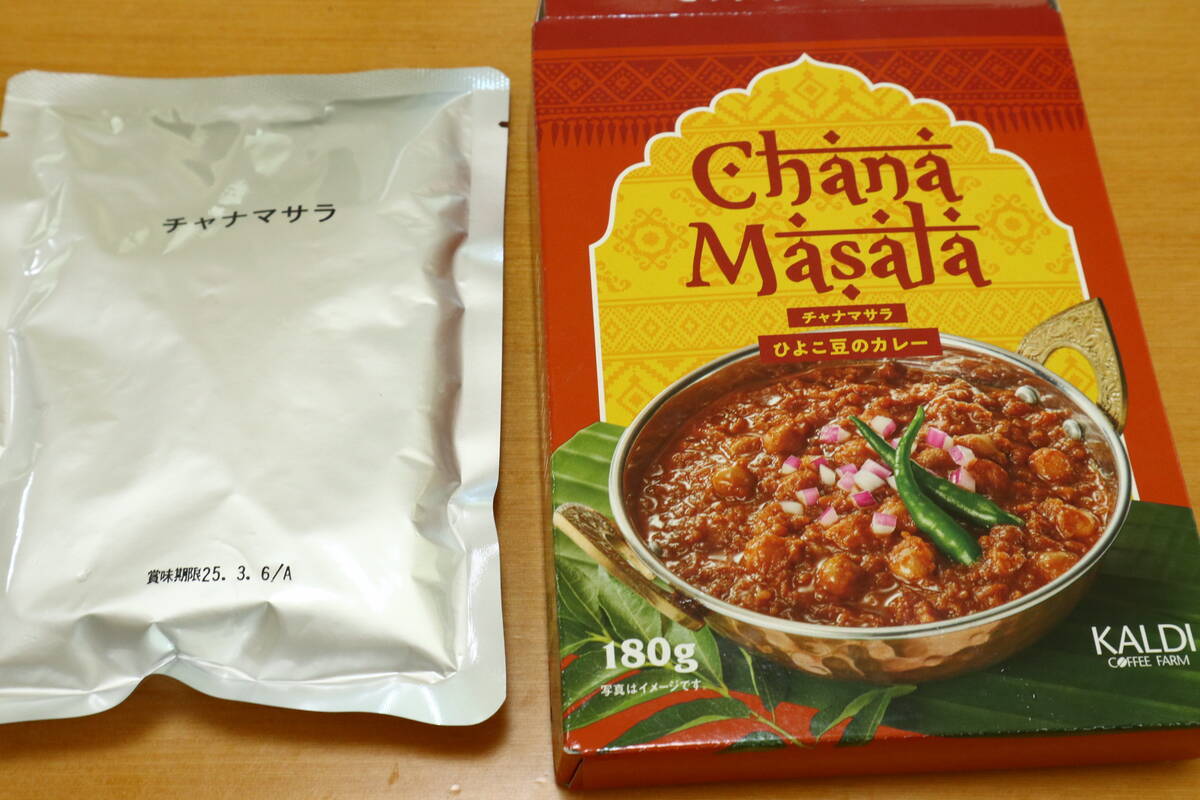 チャナマサラ
賞味期限25. 3. 6/A
Chana
Masala
チャナマサラ
ひよこ豆のカレー
180g
写真はイメージです。
KALDI
COFFEE FARM